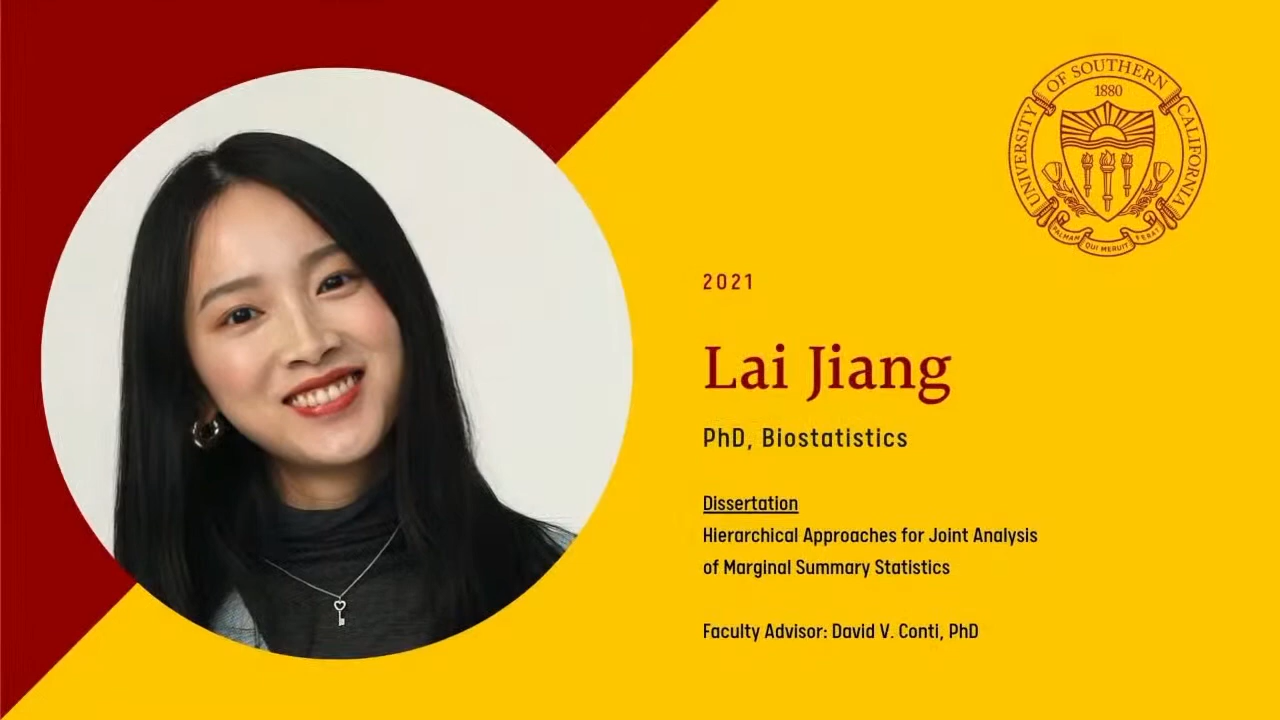 UNIVERSITY OF SOUTHERN CALIFORNIA
1880
PALMAM QUI MERUIT FERAT
2021
Lai Jiang
PhD, Biostatistics
Dissertation
Hierarchical Approaches for Joint Analysis
of Marginal Summary Statistics
Faculty Advisor: David V. Conti, PhD